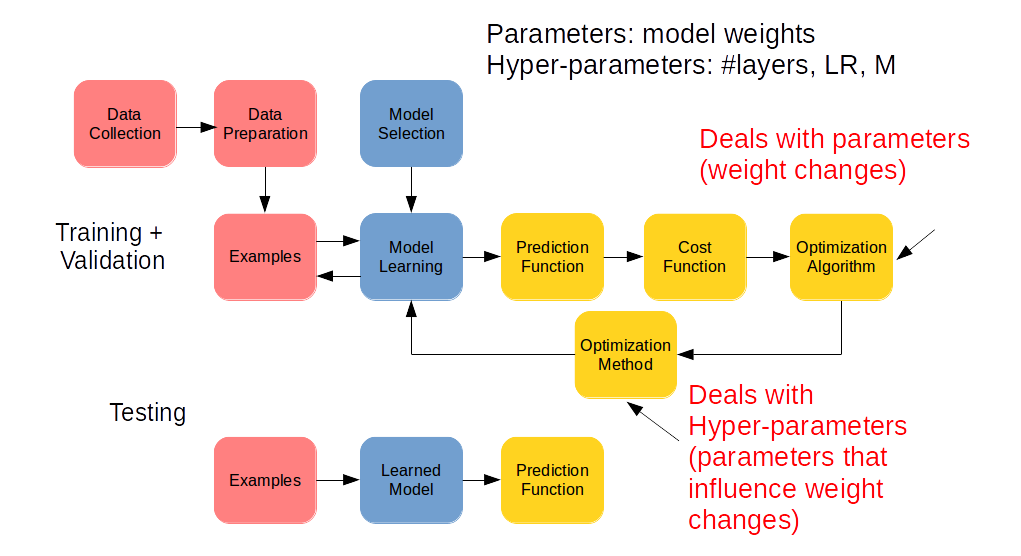 Parameters: model weights
Hyper-parameters: #layers, LR, M
Data
Collection
Data
Preparation
Model
Selection
Deals with parameters
(weight changes)
Training +
Validation
Examples
Model
Learning
Prediction
Function
Cost
Function
Optimization
Algorithm
Optimization
Method
Deals with
Hyper-parameters
(parameters that
influence weight
changes)
Testing
Examples
Learned
Model
Prediction
Function